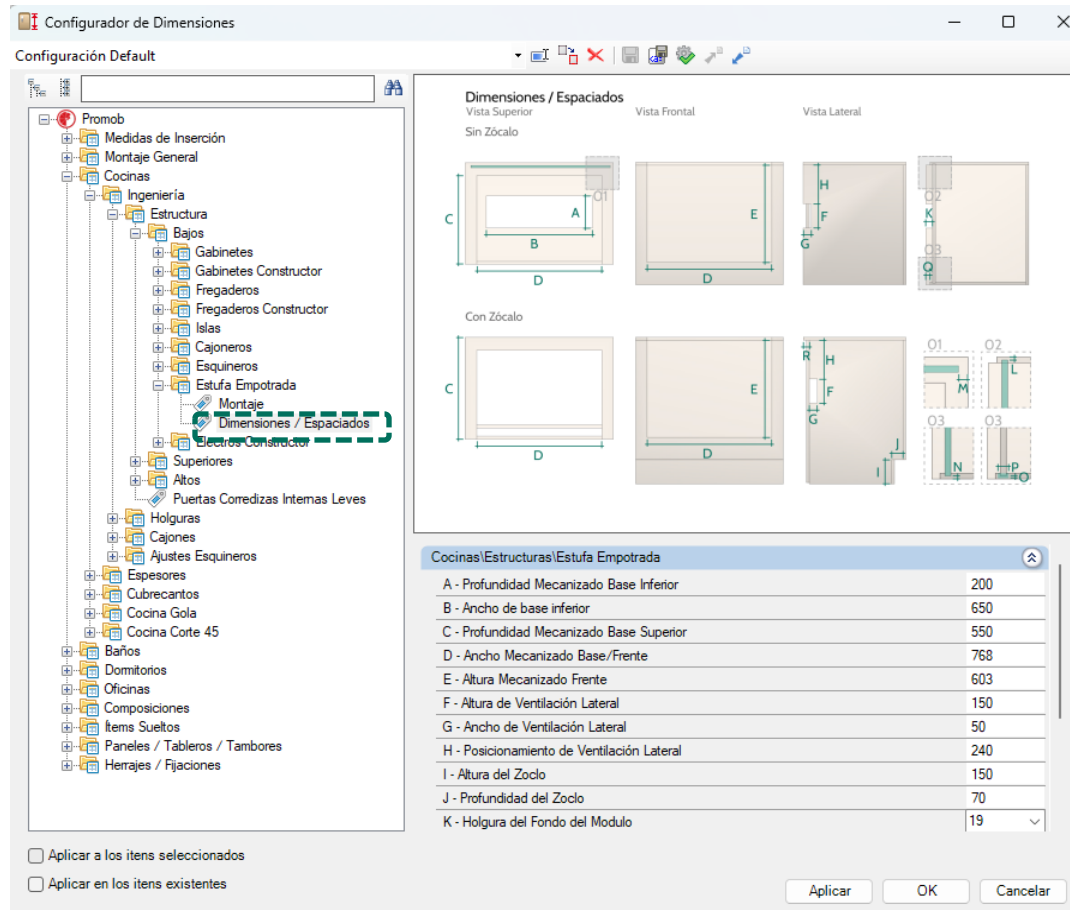 Configurador de Dimensiones
Configuración Default
Promob
Medidas de Inserción
Montaje General
Cocinas
Ingeniería
Estructura
Bajos
Gabinetes
Gabinetes Constructor
Fregaderos
Fregaderos Constructor
Islas
Cajoneros
Esquineros
Estufa Empotrada
Montaje
Dimensiones / Espaciados
Electros Constructor
Superiores
Altos
Puertas Corredizas Internas Leves
Holguras
Cajones
Ajustes Esquineros
Espesores
Cubrecantos
Cocina Gola
Cocina Corte 45
Baños
Dormitorios
Oficinas
Composiciones
Ítems Sueltos
Paneles / Tableros / Tambores
Herrajes / Fijaciones
Dimensiones / Espaciados
Vista Superior Vista Frontal Vista Lateral
Sin Zócalo
C A B D O1
E D
H F G
O2 K O3 Q
Con Zócalo
C D
E D
R H F G J I
O1 M O2 L
O3 N O3 P O
Cocinas\Estructuras\Estufa Empotrada
A - Profundidad Mecanizado Base Inferior 200
B - Ancho de base inferior 650
C - Profundidad Mecanizado Base Superior 550
D - Ancho Mecanizado Base/Frente 768
E - Altura Mecanizado Frente 603
F - Altura de Ventilación Lateral 150
G - Ancho de Ventilación Lateral 50
H - Posicionamiento de Ventilación Lateral 240
I - Altura del Zoclo 150
J - Profundidad del Zoclo 70
K - Holgura del Fondo del Modulo 19
Aplicar a los itens seleccionados
Aplicar en los itens existentes
Aplicar OK Cancelar